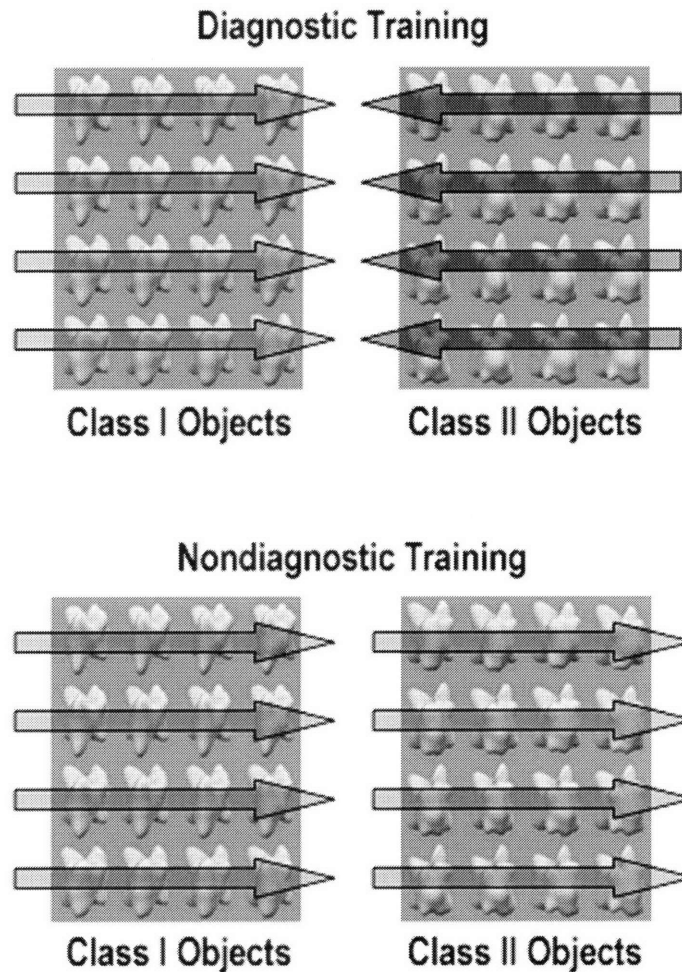 Diagnostic Training
Class I Objects
Class II Objects
Nondiagnostic Training
Class I Objects
Class II Objects